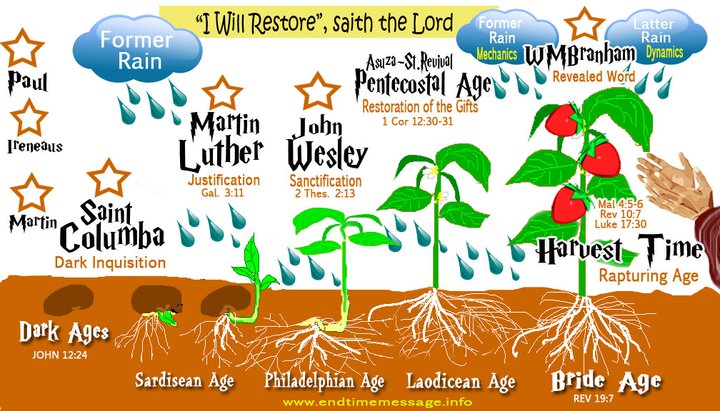 “I Will Restore”, saith the Lord
Paul
Ireneaus
Martin
Saint
Columba
Dark Inquisition
Former
Rain
Martin
Luther
Justification
Gal. 3:11
John
Wesley
Sanctification
2 Thes. 2:13
Asuza-St.Revival
Pentecostal Age
Restoration of the Gifts
1 Cor 12:30-31
Former
Rain
Mechanics
Latter
Rain
Dynamics
WMBranham
Revealed Word
Mal 4:5-6
Rev 10:7
Luke 17:30
Harvest Time
Rapturing Age
Dark Ages
JOHN 12:24
Sardisean Age
Philadelphian Age
Laodicean Age
Bride Age
REV 19:7
www.endtimemessage.info